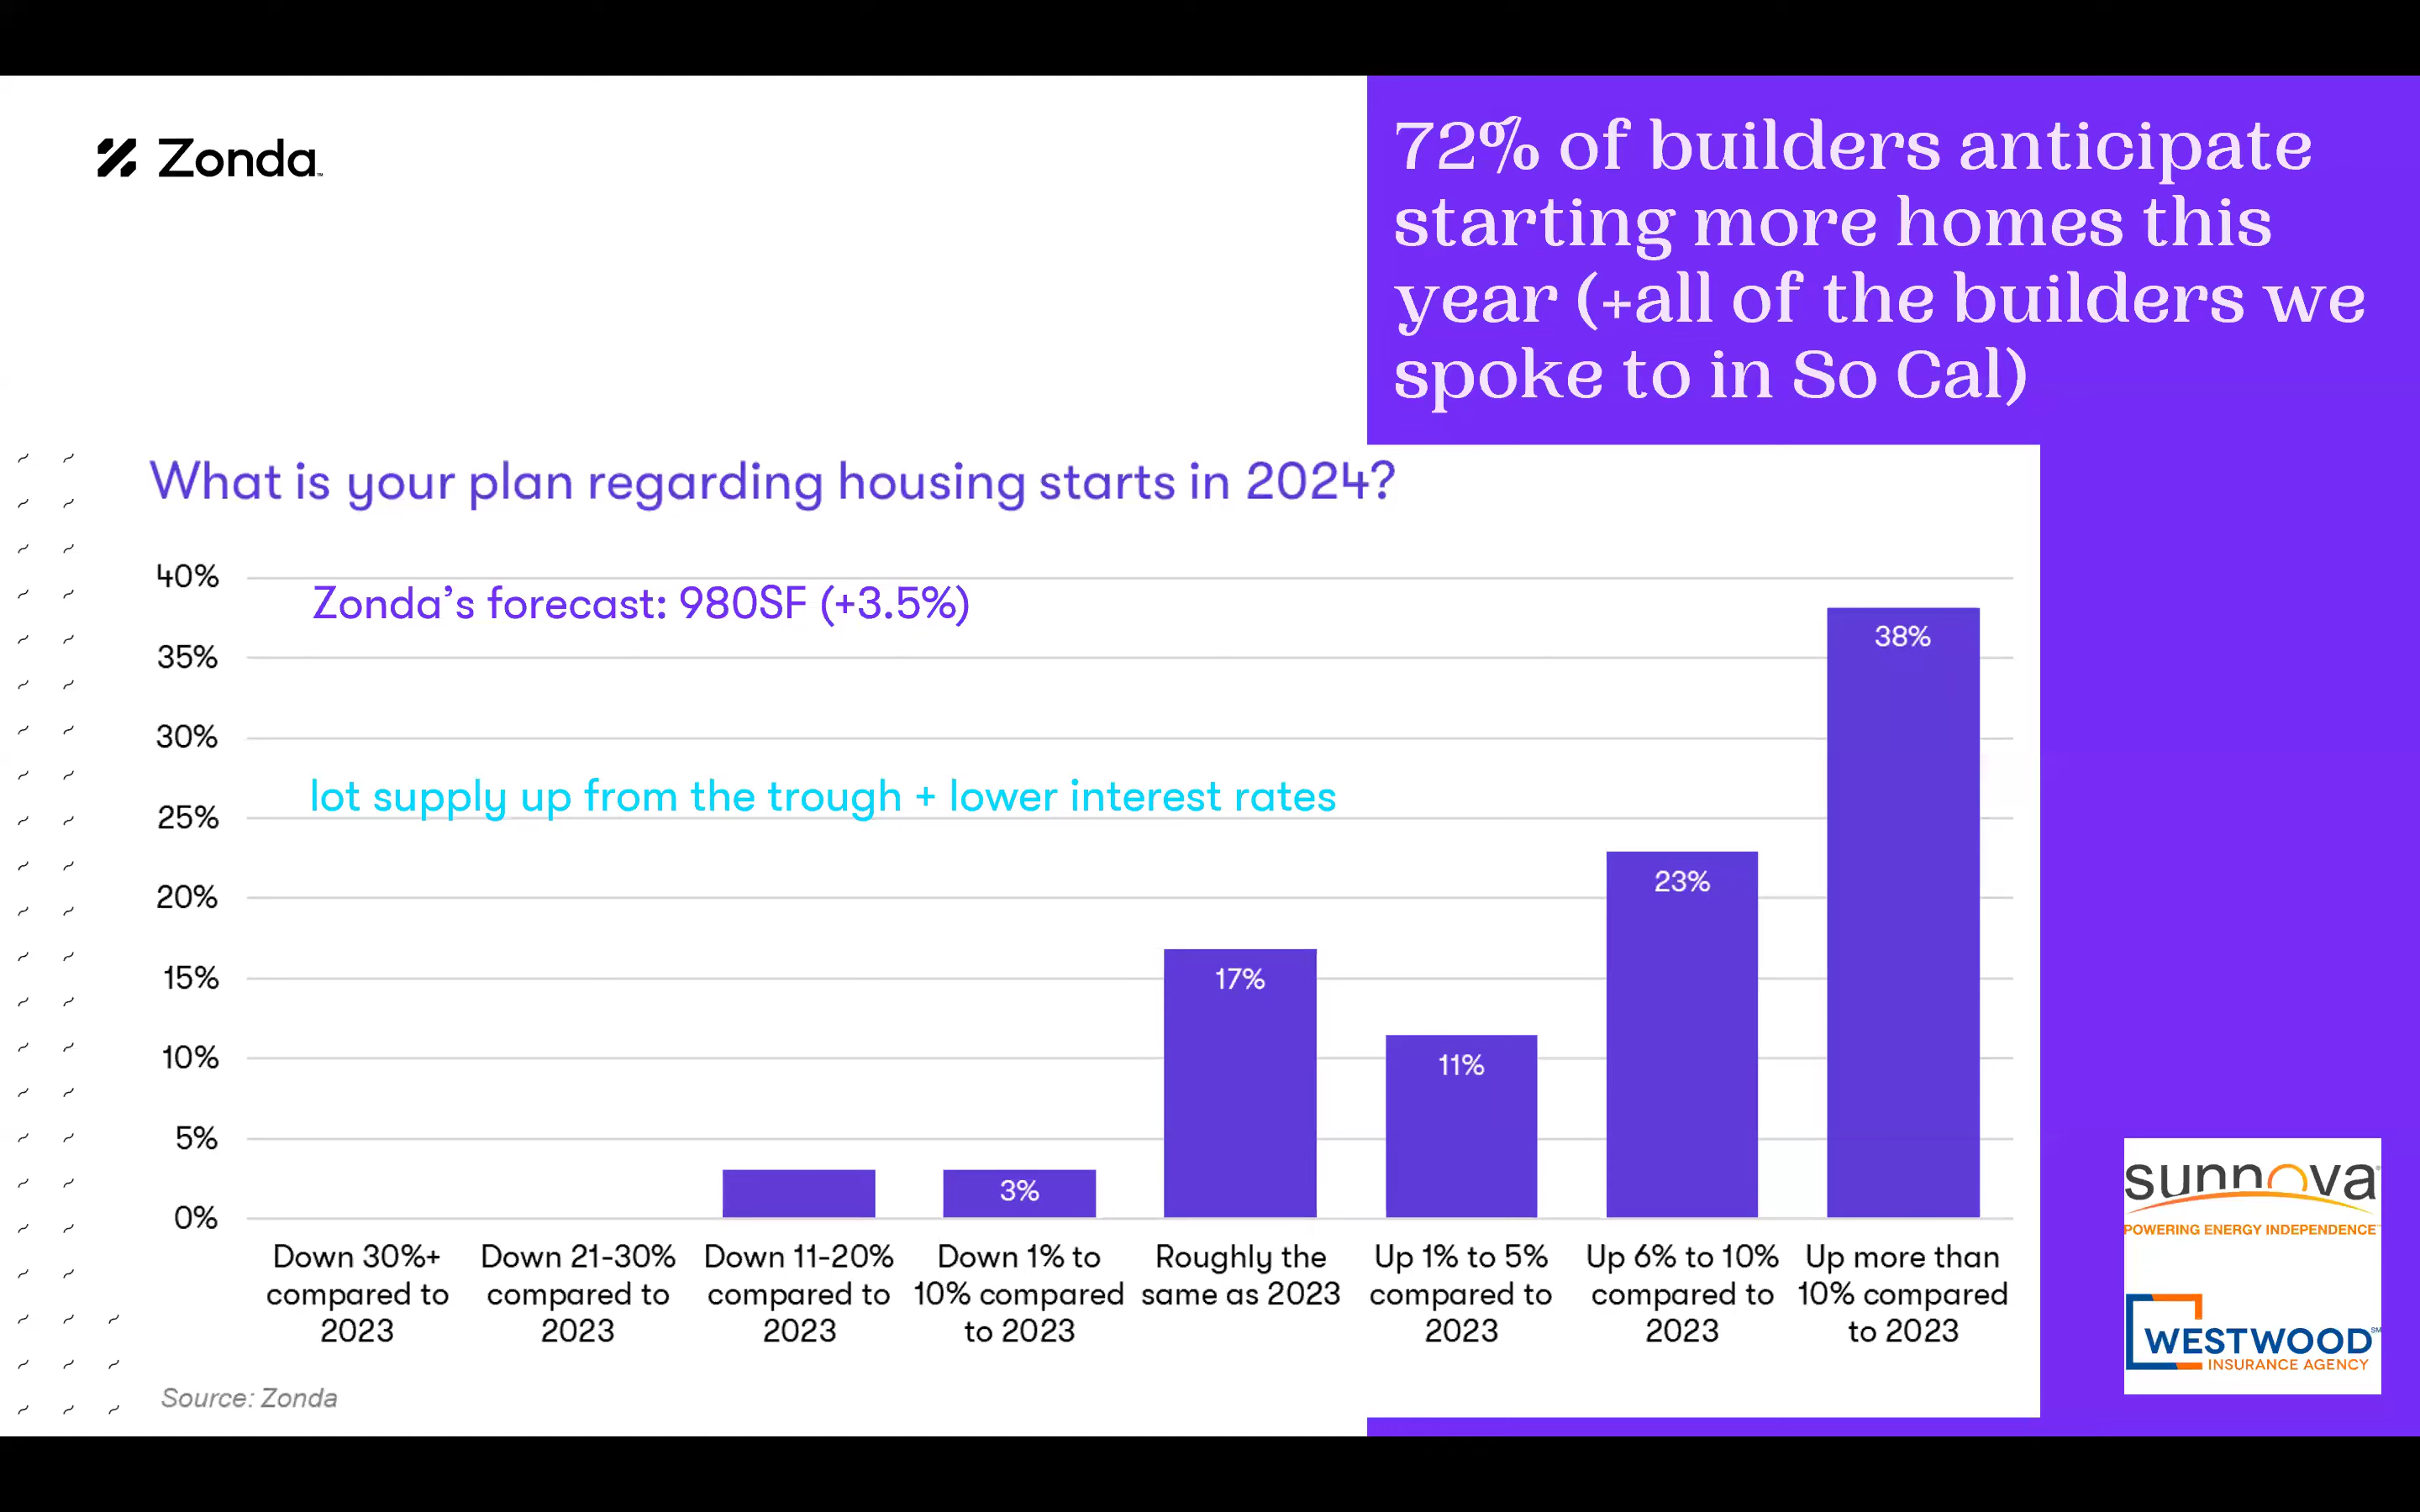 Zonda™
72% of builders anticipate
starting more homes this
year (+all of the builders we
spoke to in So Cal)
What is your plan regarding housing starts in 2024?
Zonda’s forecast: 980SF (+3.5%)
lot supply up from the trough + lower interest rates
40%
35%
30%
25%
20%
15%
10%
5%
0%
3%
17%
11%
23%
38%
Down 30%+
compared to
2023
Down 21-30%
compared to
2023
Down 11-20%
compared to
2023
Down 1% to
10% compared
to 2023
Roughly the
same as 2023
Up 1% to 5%
compared to
2023
Up 6% to 10%
compared to
2023
Up more than
10% compared
to 2023
Source: Zonda
sunnova
POWERING ENERGY INDEPENDENCE
WESTWOOD SM
INSURANCE AGENCY